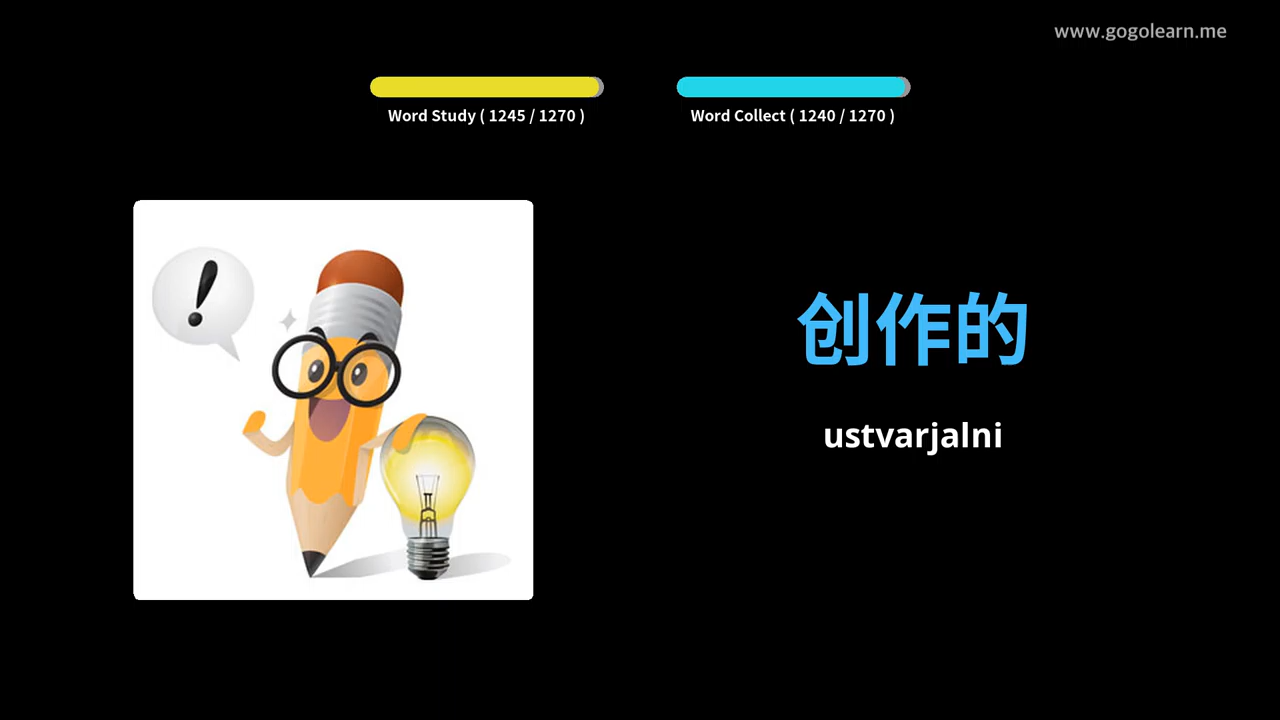 www.gogolearn.me
Word Study ( 1245 / 1270 )
Word Collect ( 1240 / 1270 )
!
创作的
ustvarjalni